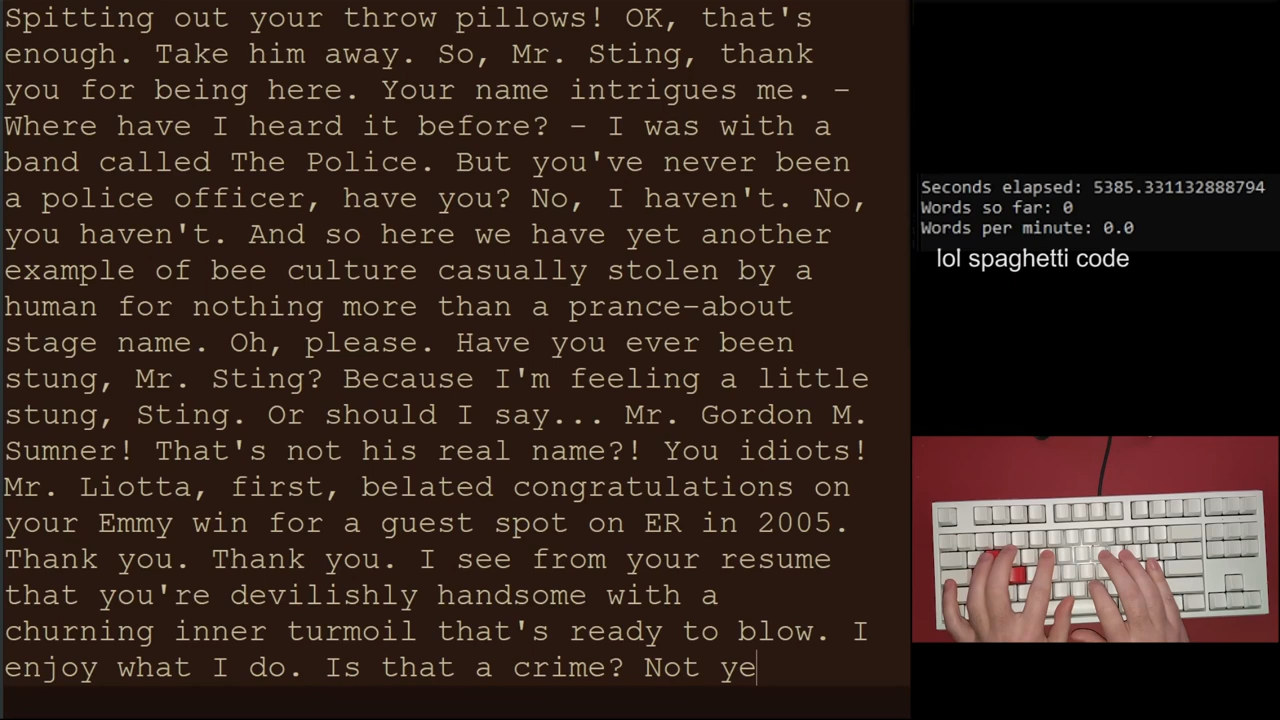 Spitting out your throw pillows! OK, that's
enough. Take him away. So, Mr. Sting, thank
you for being here. Your name intrigues me. -
Where have I heard it before? - I was with a
band called The Police. But you've never been
a police officer, have you? No, I haven't. No,
you haven't. And so here we have yet another
example of bee culture casually stolen by a
human for nothing more than a prance-about
stage name. Oh, please. Have you ever been
stung, Mr. Sting? Because I'm feeling a little
stung, Sting. Or should I say... Mr. Gordon M.
Sumner! That's not his real name?! You idiots!
Mr. Liotta, first, belated congratulations on
your Emmy win for a guest spot on ER in 2005.
Thank you. Thank you. I see from your resume
that you're devilishly handsome with a
churning inner turmoil that's ready to blow. I
enjoy what I do. Is that a crime? Not ye
Seconds elapsed: 5385.331132888794
Words so far: 0
Words per minute: 0.0
lol spaghetti code